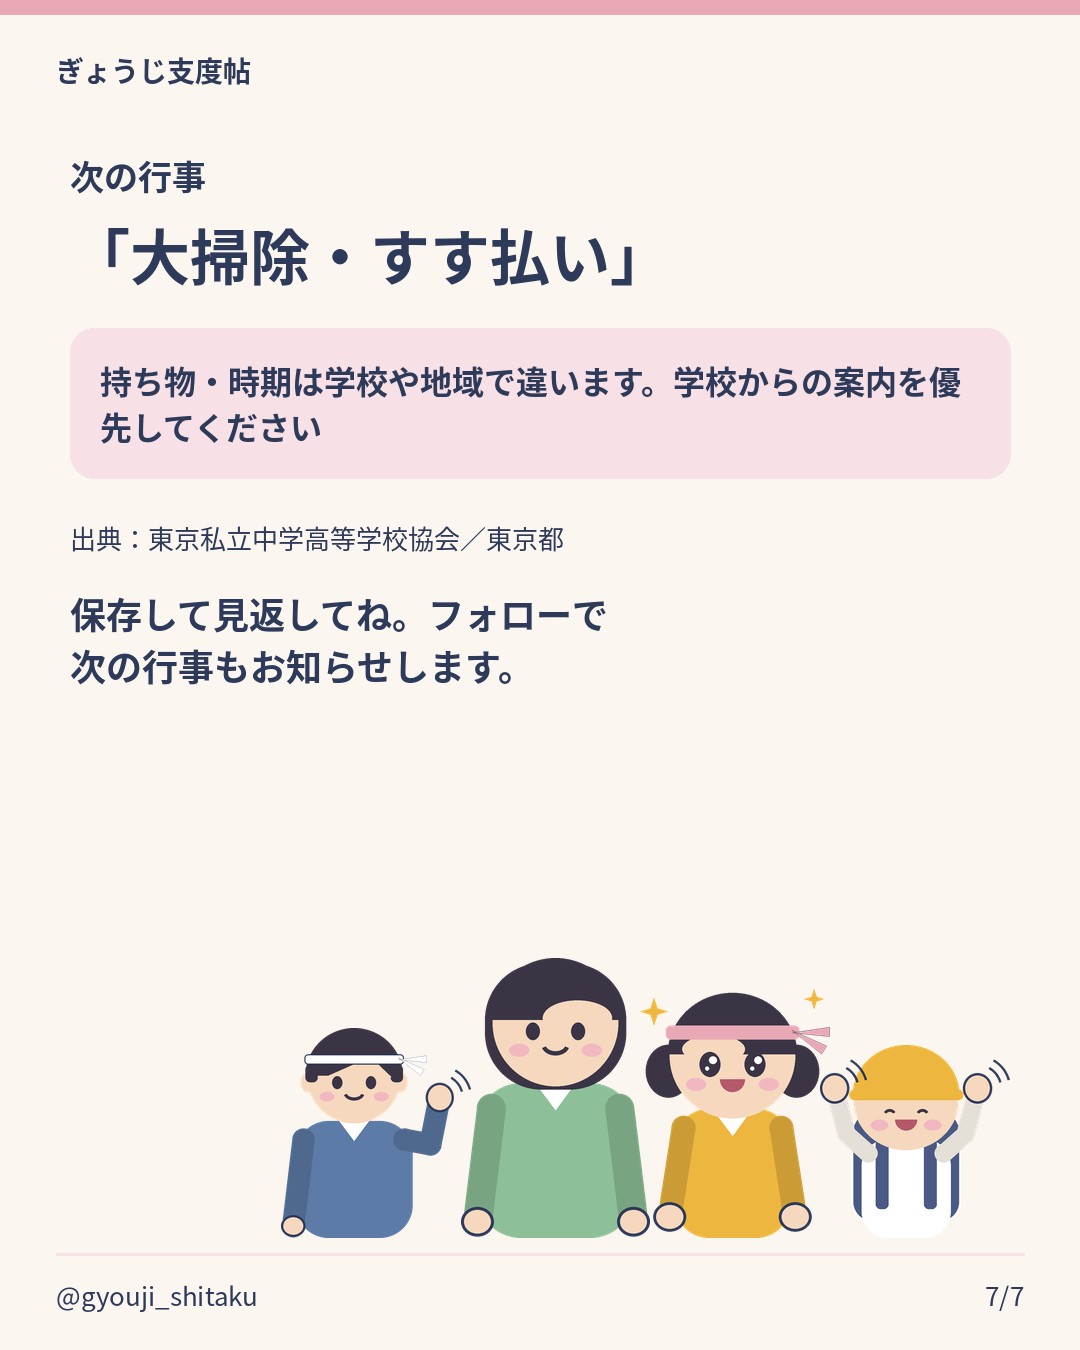 ぎょうじ支度帖
次の行事
「大掃除・すす払い」
持ち物・時期は学校や地域で違います。学校からの案内を優
先してください
出典：東京私立中学高等学校協会／東京都
保存して見返してね。フォローで
次の行事もお知らせします。
@gyouji_shitaku
7/7